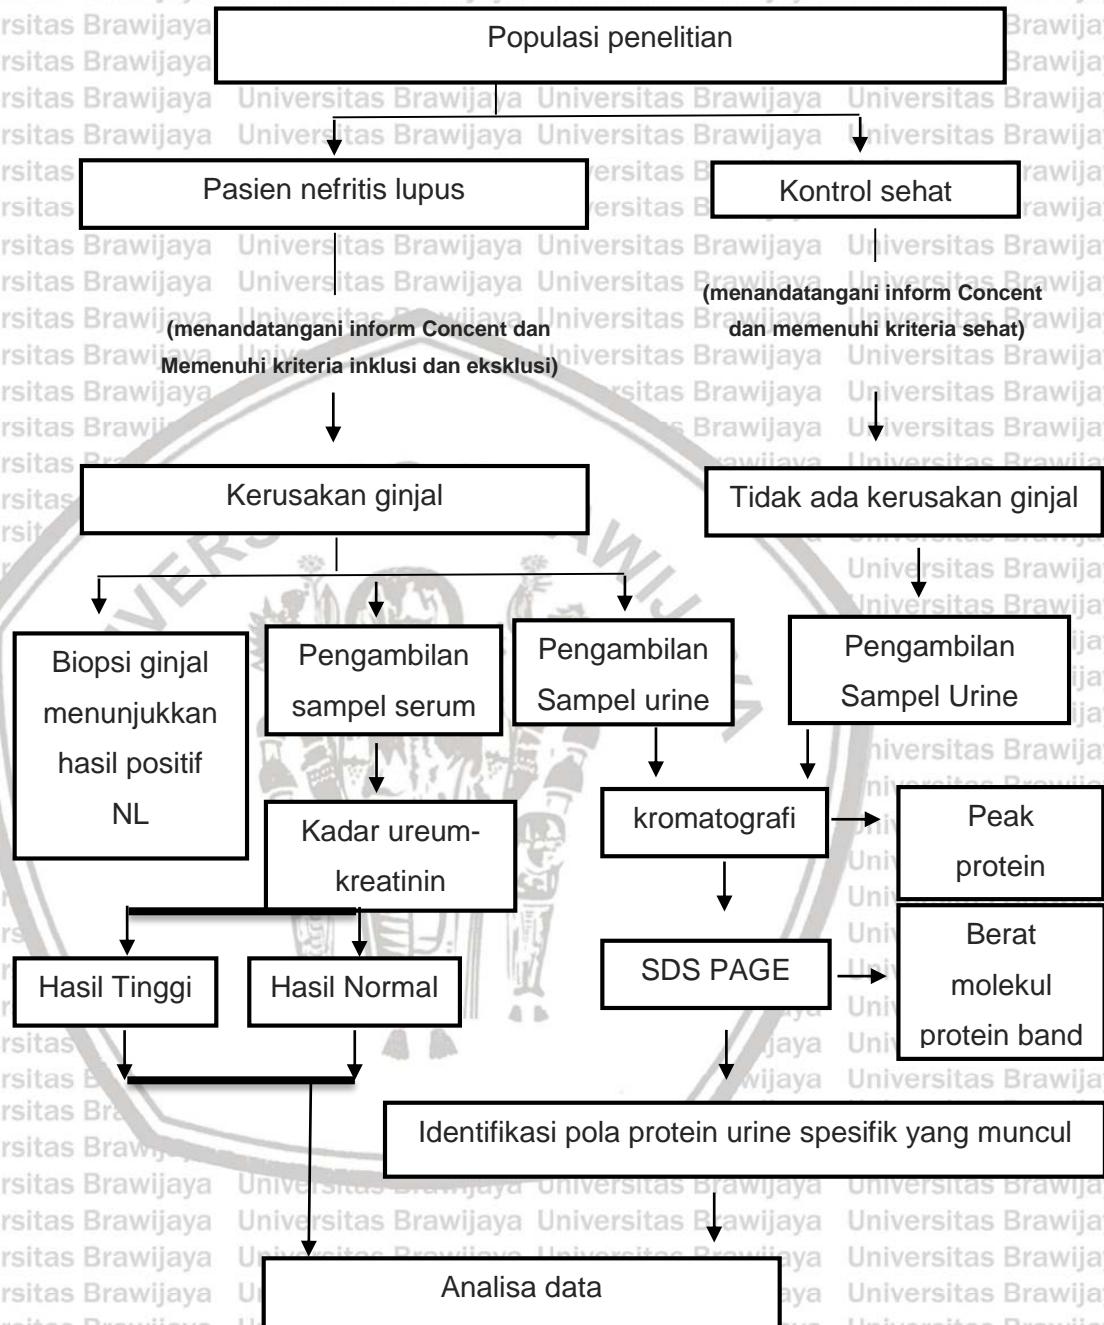 Populasi penelitian
Pasien nefritis lupus
Kontrol sehat
(menandatangani inform Concent dan
Memenuhi kriteria inklusi dan eksklusi)
(menandatangani inform Concent
dan memenuhi kriteria sehat)
Kerusakan ginjal
Tidak ada kerusakan ginjal
Biopsi ginjal
menunjukkan
hasil positif
NL
Pengambilan
sampel serum
Pengambilan
Sampel urine
Pengambilan
Sampel Urine
Kadar ureum-
kreatinin
kromatografi
Peak
protein
Hasil Tinggi
Hasil Normal
SDS PAGE
Berat
molekul
protein band
Identifikasi pola protein urine spesifik yang muncul
Analisa data